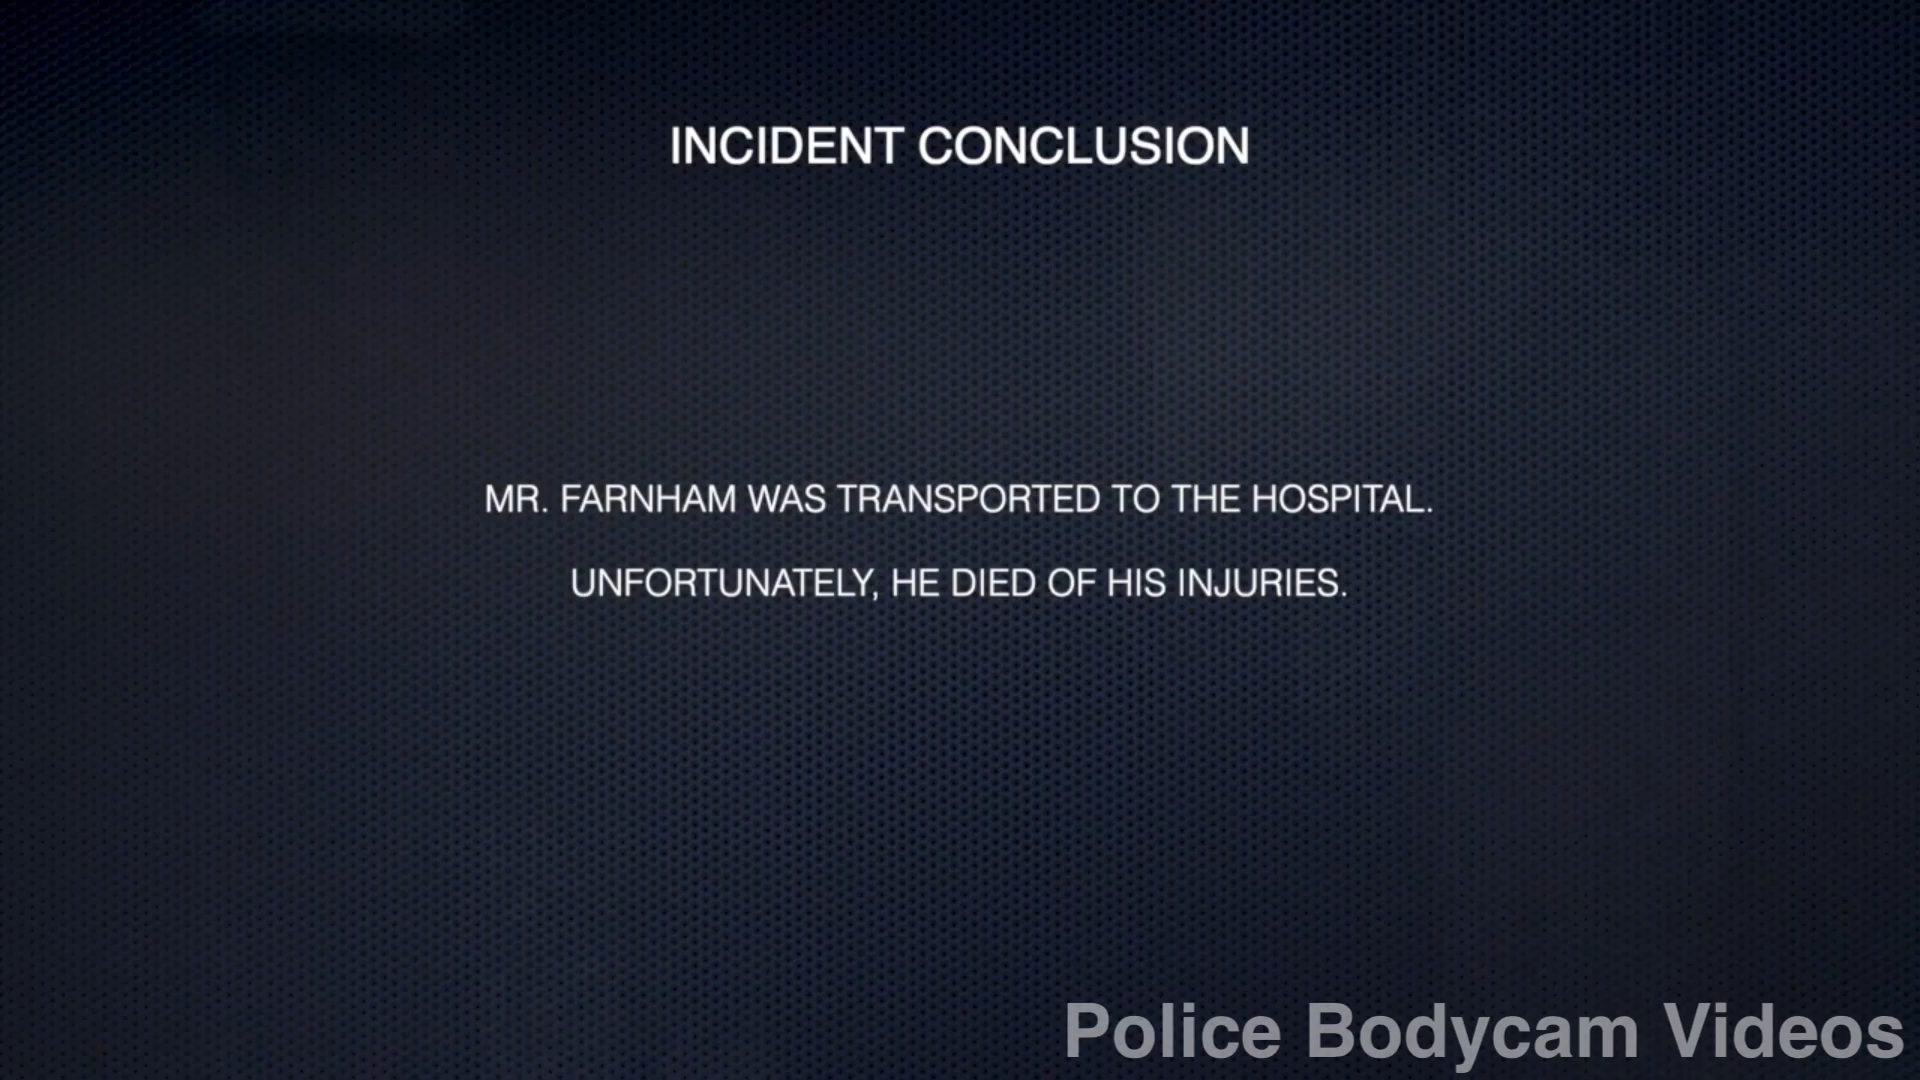 INCIDENT CONCLUSION
MR. FARNHAM WAS TRANSPORTED TO THE HOSPITAL.
UNFORTUNATELY, HE DIED OF HIS INJURIES.
Police Bodycam Videos